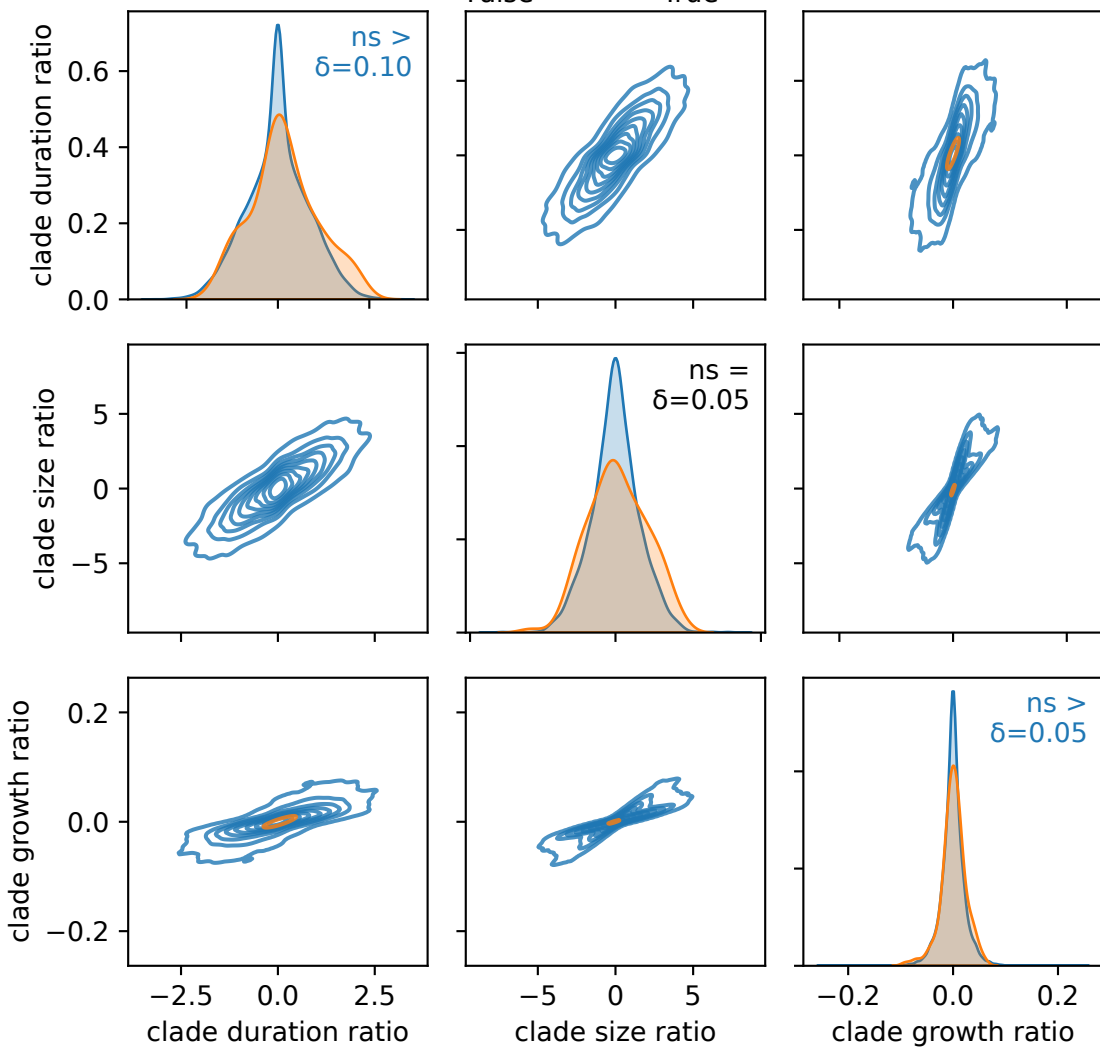 clade duration ratio
0.6
0.4
0.2
0.0
ns >
δ=0.10
clade size ratio
5
0
−5
ns =
δ=0.05
clade growth ratio
0.2
0.0
−0.2
ns >
δ=0.05
−2.5 0.0 2.5
−5 0 5
−0.2 0.0 0.2
clade duration ratio
clade size ratio
clade growth ratio